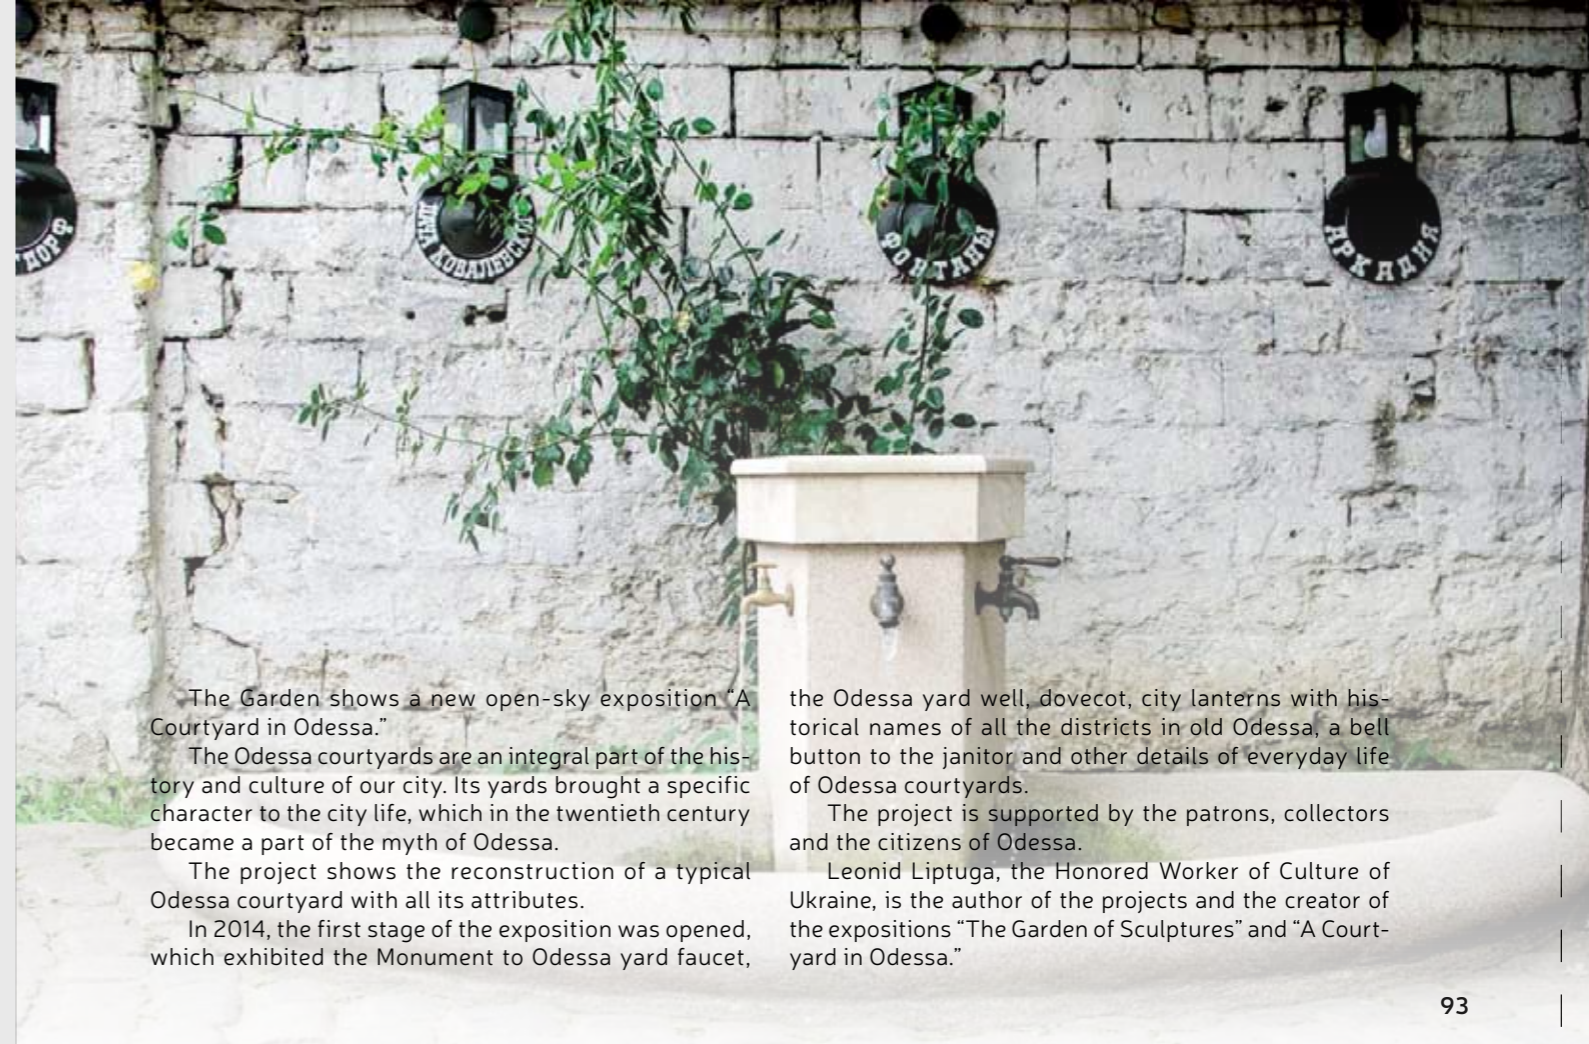 ДОРФ
ДАЧА КОВАЛЕВСКОГО
ФОНТАНЫ
АРКАДИЯ
The Garden shows a new open-sky exposition “A
Courtyard in Odessa.”
The Odessa courtyards are an integral part of the his-
tory and culture of our city. Its yards brought a specific
character to the city life, which in the twentieth century
became a part of the myth of Odessa.
The project shows the reconstruction of a typical
Odessa courtyard with all its attributes.
In 2014, the first stage of the exposition was opened,
which exhibited the Monument to Odessa yard faucet,
the Odessa yard well, dovecot, city lanterns with his-
torical names of all the districts in old Odessa, a bell
button to the janitor and other details of everyday life
of Odessa courtyards.
The project is supported by the patrons, collectors
and the citizens of Odessa.
Leonid Liptuga, the Honored Worker of Culture of
Ukraine, is the author of the projects and the creator of
the expositions “The Garden of Sculptures” and “A Court-
yard in Odessa.”
93